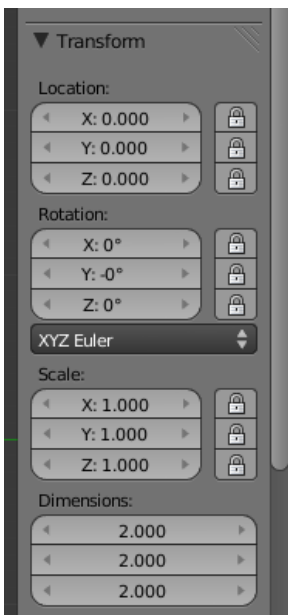 Transform
Location:
X: 0.000
Y: 0.000
Z: 0.000
Rotation:
X: 0°
Y: -0°
Z: 0°
XYZ Euler
Scale:
X: 1.000
Y: 1.000
Z: 1.000
Dimensions:
2.000
2.000
2.000